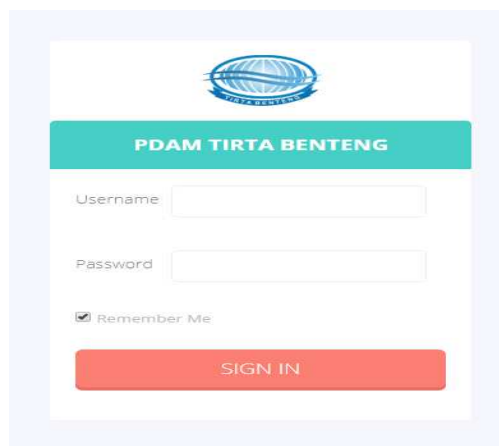 TIRTA BENTENG
PDAM TIRTA BENTENG
Username
Password
Remember Me
SIGN IN